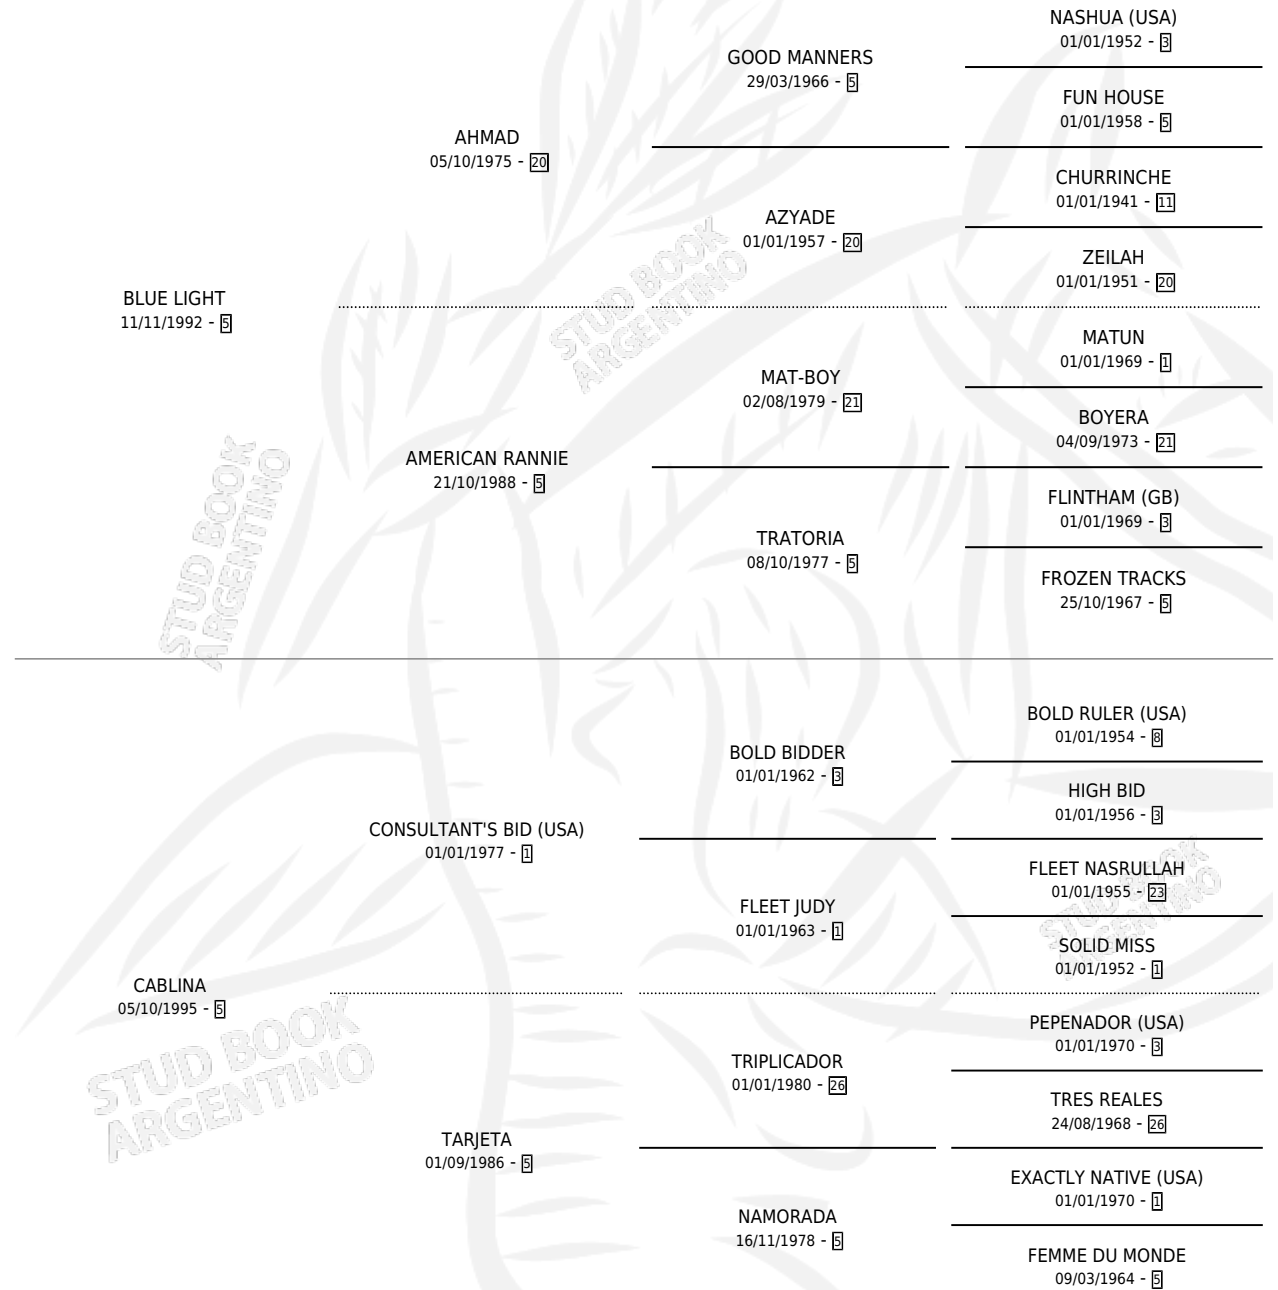 NASHUA (USA)
01/01/1952 - 3
GOOD MANNERS
29/03/1966 - 5
FUN HOUSE
01/01/1958 - 5
AHMAD
05/10/1975 - 20
CHURRINCHE
01/01/1941 - 11
AZYADE
01/01/1957 - 20
ZEILAH
01/01/1951 - 20
BLUE LIGHT
11/11/1992 - 5
MATUN
01/01/1969 - 1
MAT-BOY
02/08/1979 - 21
BOYERA
04/09/1973 - 21
AMERICAN RANNIE
21/10/1988 - 5
FLINTHAM (GB)
01/01/1969 - 3
TRATORIA
08/10/1977 - 5
FROZEN TRACKS
25/10/1967 - 5
BOLD RULER (USA)
01/01/1954 - 8
BOLD BIDDER
01/01/1962 - 3
HIGH BID
01/01/1956 - 3
CONSULTANT'S BID (USA)
01/01/1977 - 1
FLEET NASRULLAH
01/01/1955 - 23
FLEET JUDY
01/01/1963 - 1
SOLID MISS
01/01/1952 - 1
CABLINA
05/10/1995 - 5
PEPENADOR (USA)
01/01/1970 - 3
TRIPLICADOR
01/01/1980 - 26
TRES REALES
24/08/1968 - 26
TARJETA
01/09/1986 - 5
EXACTLY NATIVE (USA)
01/01/1970 - 1
NAMORADA
16/11/1978 - 5
FEMME DU MONDE
09/03/1964 - 5
STUD BOOK
ARGENTINO
STUD BOOK
ARGENTINO
STUD BOOK
ARGENTINO
STUD BOOK
ARGENTINO